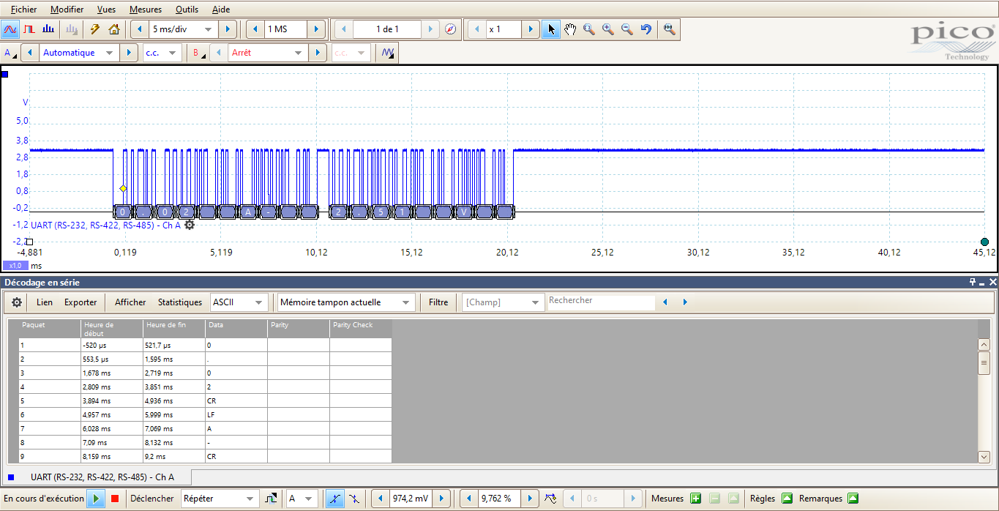 Fichier Modifier Vues Mesures Outils Aide
5 ms/div 1 MS 1 de 1 x 1
pico
Technology
A Automatique c.c. B Arrêt c.c.
V
5,0
3,8
2,8
1,8
0,8
-0,2
0 . 0 2 A - 2 . 5 1 V
-1,2 UART (RS-232, RS-422, RS-485) - Ch A
-2,2
-4,881 0,119 5,119 10,12 15,12 20,12 25,12 30,12 35,12 40,12 45,12
x1.0 ms
Décodage en série
Lien Exporter Afficher Statistiques ASCII Mémoire tampon actuelle Filtre [Champ] Rechercher
Paquet Heure de début Heure de fin Data Parity Parity Check
1 -520 µs 521,7 µs 0
2 553,5 µs 1,595 ms .
3 1,678 ms 2,719 ms 0
4 2,809 ms 3,851 ms 2
5 3,894 ms 4,936 ms CR
6 4,957 ms 5,999 ms LF
7 6,028 ms 7,069 ms A
8 7,09 ms 8,132 ms -
9 8,159 ms 9,2 ms CR
UART (RS-232, RS-422, RS-485) - Ch A
En cours d'exécution Déclencher Répéter A 974,2 mV 9,762 % 0 s Mesures Règles Remarques